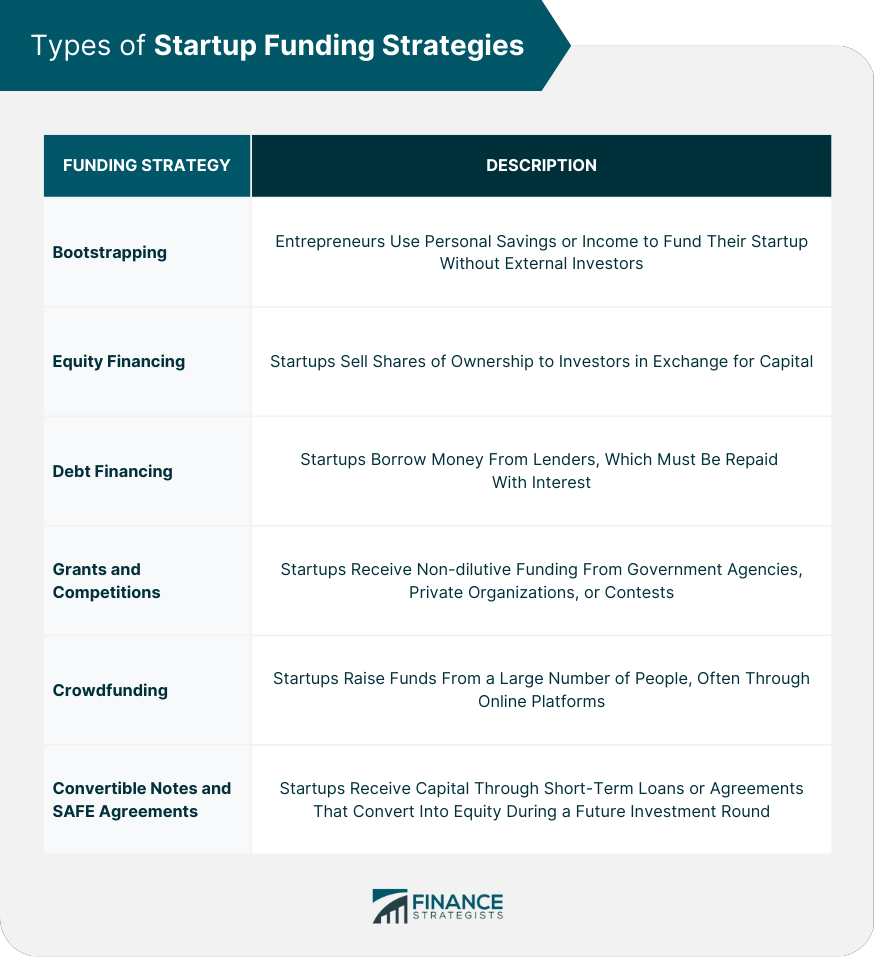 Types of Startup Funding Strategies
FUNDING STRATEGY
DESCRIPTION
Bootstrapping
Entrepreneurs Use Personal Savings or Income to Fund Their Startup
Without External Investors
Equity Financing
Startups Sell Shares of Ownership to Investors in Exchange for Capital
Debt Financing
Startups Borrow Money From Lenders, Which Must Be Repaid
With Interest
Grants and
Competitions
Startups Receive Non-dilutive Funding From Government Agencies,
Private Organizations, or Contests
Crowdfunding
Startups Raise Funds From a Large Number of People, Often Through
Online Platforms
Convertible Notes and
SAFE Agreements
Startups Receive Capital Through Short-Term Loans or Agreements
That Convert Into Equity During a Future Investment Round
FINANCE
STRATEGISTS